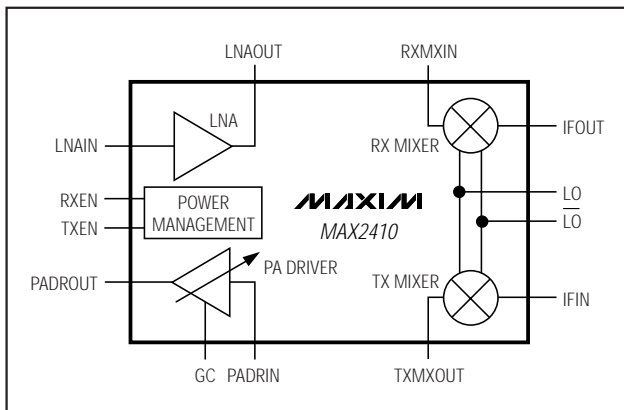 LNAOUT
RXMXIN
LNA
LNAIN
RX MIXER
IFOUT
RXEN
TXEN
POWER
MANAGEMENT
MAXIM
MAX2410
LO
LO
PADROUT
PA DRIVER
TX MIXER
IFIN
GC
PADRIN
TXMXOUT